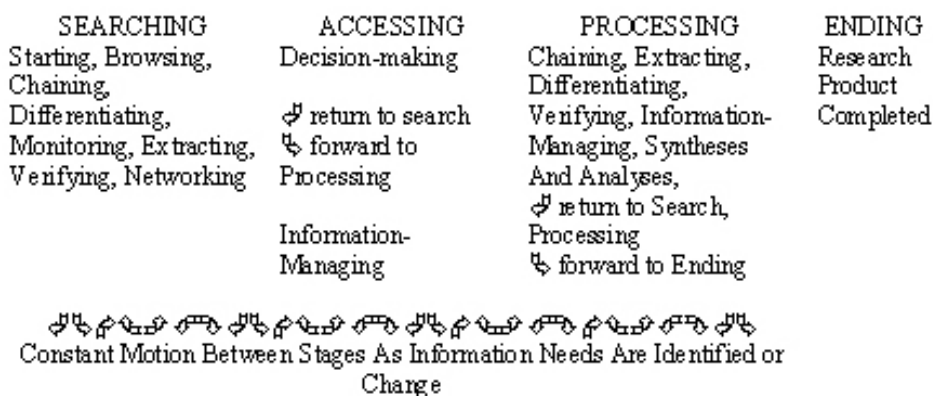 SEARCHING
Starting, Browsing,
Chaining,
Differentiating,
Monitoring, Extracting,
Verifying, Networking
ACCESSING
Decision-making
return to search
forward to
Processing
Information-
Managing
PROCESSING
Chaining, Extracting,
Differentiating,
Verifying, Information-
Managing, Syntheses
And Analyses,
return to Search,
Processing
forward to Ending
ENDING
Research
Product
Completed
Constant Motion Between Stages As Information Needs Are Identified or
Change